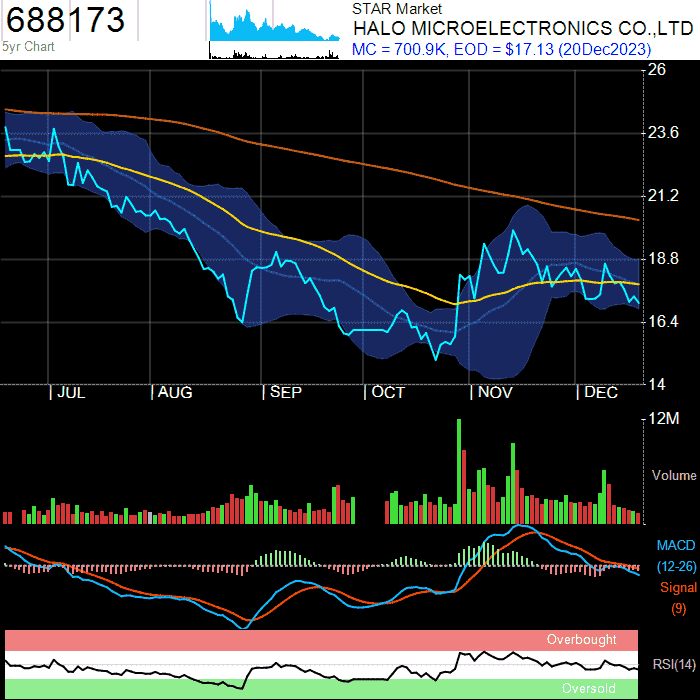 688173
5yr Chart
STAR Market
HALO MICROELECTRONICS CO.,LTD
MC = 700.9K, EOD = $17.13 (20Dec2023)
26
23.6
21.2
18.8
16.4
14
| JUL | AUG | SEP | OCT | NOV | DEC
12M
Volume
MACD
(12-26)
Signal
(9)
Overbought
RSI(14)
Oversold